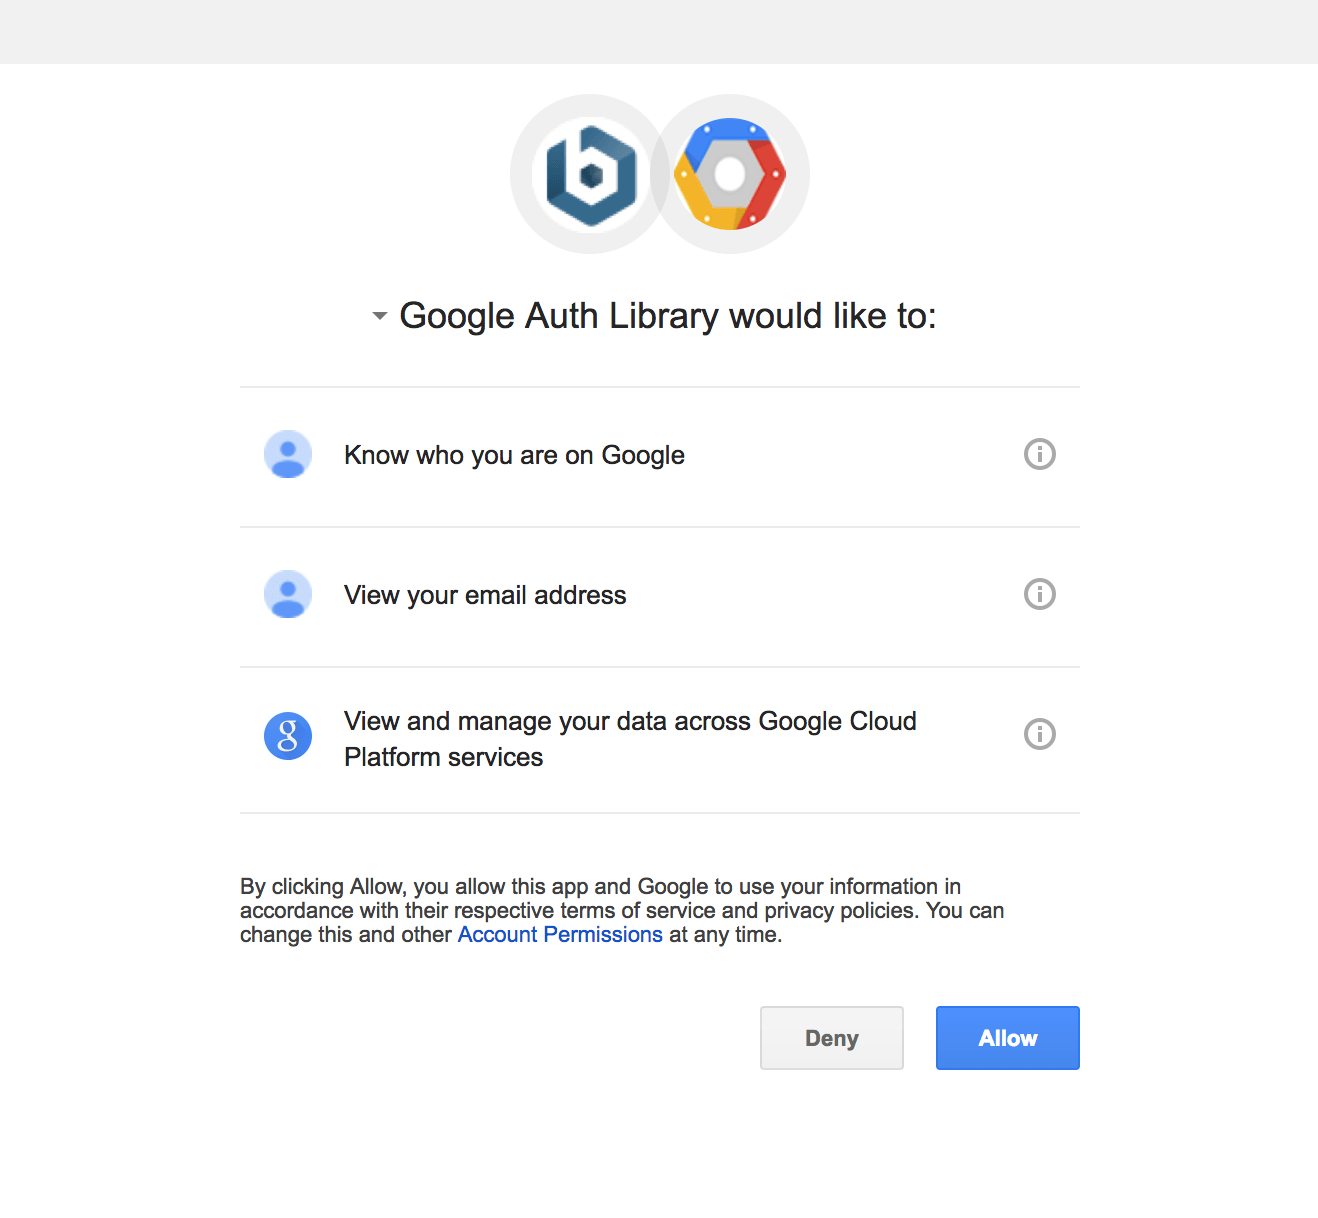 Google Auth Library would like to:
Know who you are on Google
View your email address
View and manage your data across Google Cloud
Platform services
By clicking Allow, you allow this app and Google to use your information in
accordance with their respective terms of service and privacy policies. You can
change this and other Account Permissions at any time.
Deny
Allow